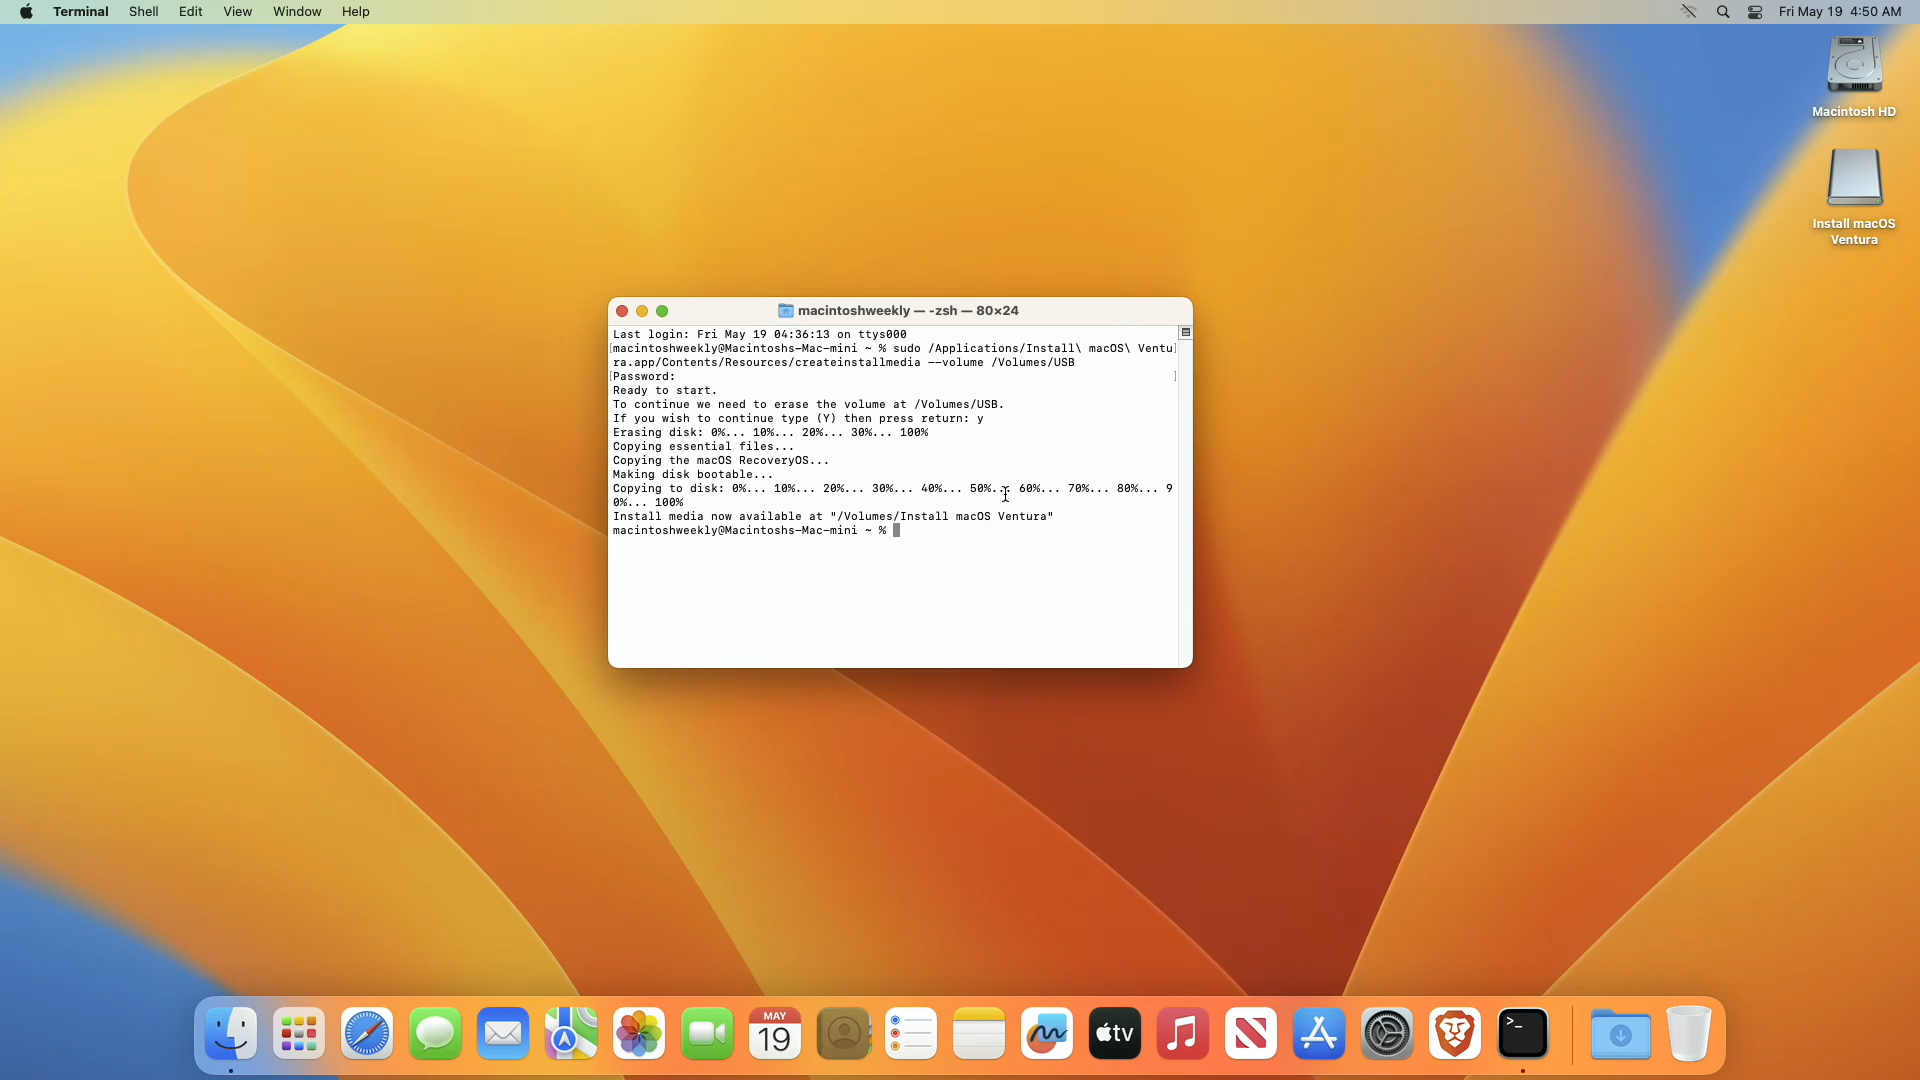 Terminal Shell Edit View Window Help Fri May 19 4:50 AM
Macintosh HD
Install macOS
Ventura
macintoshweekly — -zsh — 80×24
Last login: Fri May 19 04:36:13 on ttys000
[macintoshweekly@Macintoshs-Mac-mini ~ % sudo /Applications/Install\ macOS\ Ventu]
ra.app/Contents/Resources/createinstallmedia --volume /Volumes/USB
[Password: ]
Ready to start.
To continue we need to erase the volume at /Volumes/USB.
If you wish to continue type (Y) then press return: y
Erasing disk: 0%... 10%... 20%... 30%... 100%
Copying essential files...
Copying the macOS RecoveryOS...
Making disk bootable...
Copying to disk: 0%... 10%... 20%... 30%... 40%... 50%... 60%... 70%... 80%... 9
0%... 100%
Install media now available at "/Volumes/Install macOS Ventura"
macintoshweekly@Macintoshs-Mac-mini ~ %
MAY
19
tv
>_